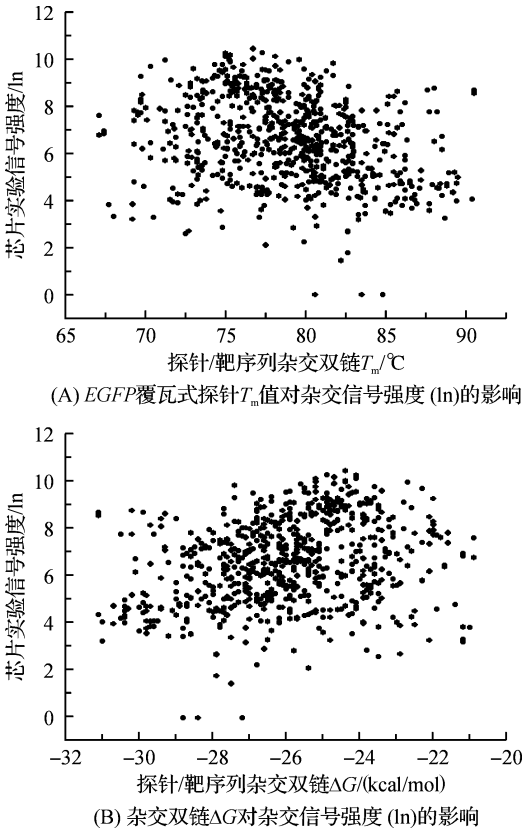 12
10
8
6
4
2
0
芯片实验信号强度/ln
65 70 75 80 85 90
探针/靶序列杂交双链Tm/℃
(A) EGFP覆瓦式探针Tm值对杂交信号强度 (ln)的影响
12
10
8
6
4
2
0
芯片实验信号强度/ln
−32 −30 −28 −26 −24 −22 −20
探针/靶序列杂交双链ΔG/(kcal/mol)
(B) 杂交双链ΔG对杂交信号强度 (ln)的影响